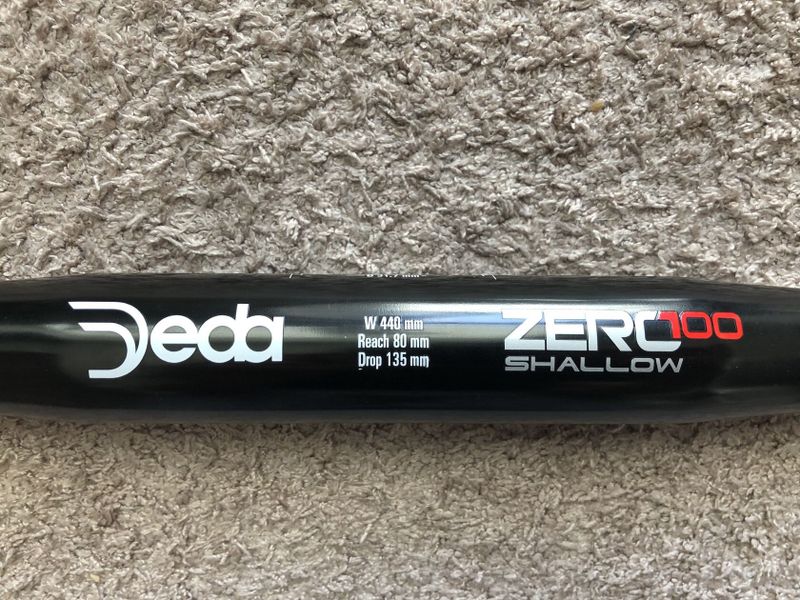 Deda
W 440 mm
Reach 80 mm
Drop 135 mm
ZERO100
SHALLOW